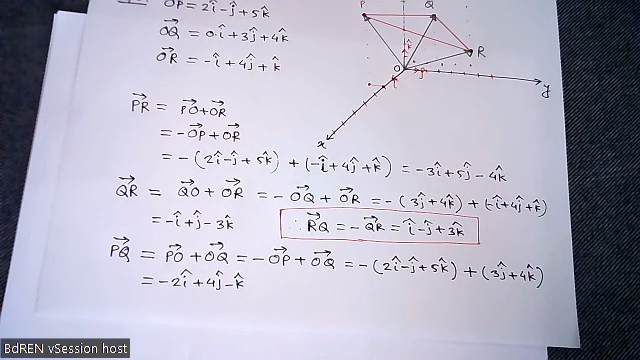 OP⃗ = 2î-ĵ+5k̂
OQ⃗ = 0.î+3ĵ+4k̂
OR⃗ = -î+4ĵ+k̂
P
Q
R
O
k̂
ĵ
î
y
x
PR⃗ = PO⃗+OR⃗
= -OP⃗+OR⃗
= -(2î-ĵ+5k̂) + (-î+4ĵ+k̂) = -3î+5ĵ-4k̂
QR⃗ = QO⃗ + OR⃗ = -OQ⃗ + OR⃗ = -(3ĵ+4k̂) + (-î+4ĵ+k̂)
= -î+ĵ-3k̂
∴ RQ⃗ = -QR⃗ = î-ĵ+3k̂
PQ⃗ = PO⃗ + OQ⃗ = -OP⃗ + OQ⃗ = -(2î-ĵ+5k̂) + (3ĵ+4k̂)
= -2î+4ĵ-k̂
BdREN vSession host